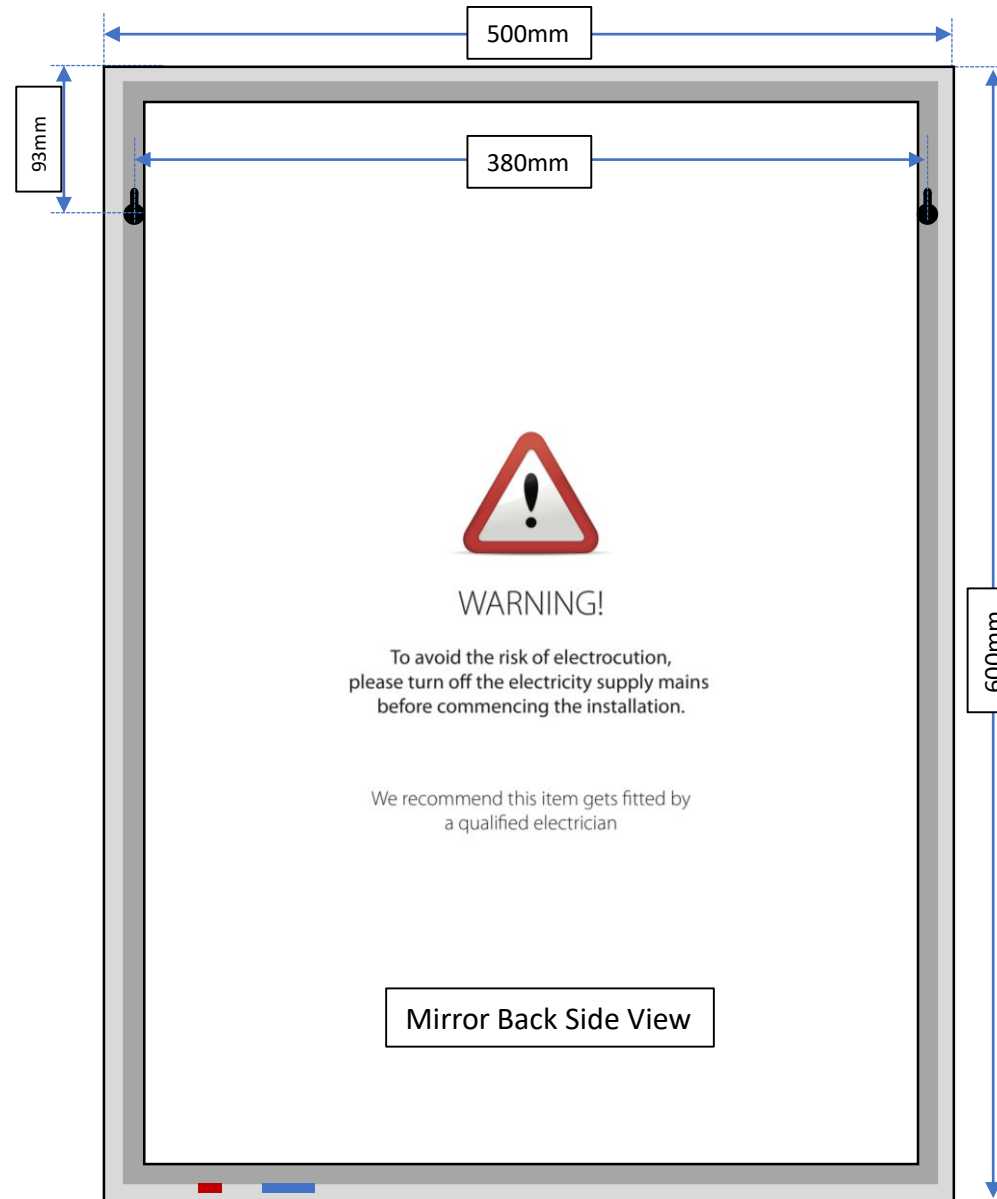 500mm
93mm
380mm
WARNING!
To avoid the risk of electrocution,
please turn off the electricity supply mains
before commencing the installation.
600mm
We recommend this item gets fitted by
a qualified electrician
Mirror Back Side View